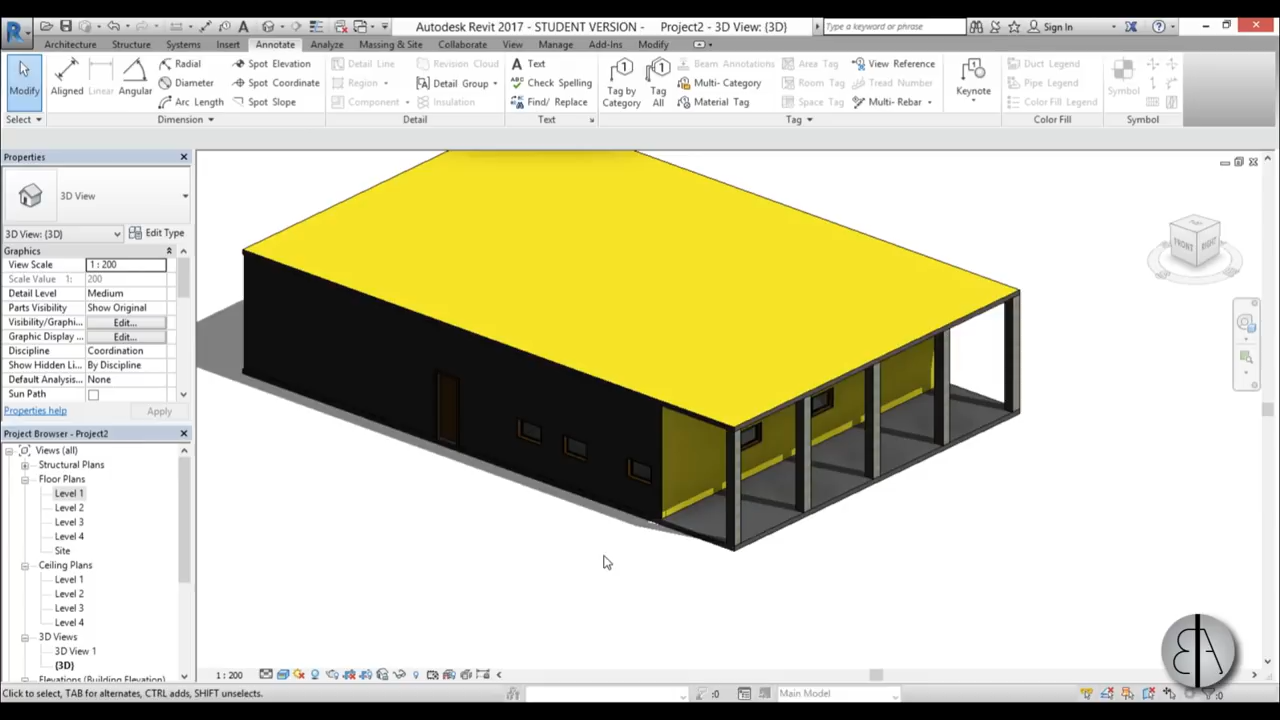 Autodesk Revit 2017 - STUDENT VERSION - Project2 - 3D View: {3D}
Type a keyword or phrase
Sign In
Architecture Structure Systems Insert Annotate Analyze Massing & Site Collaborate View Manage Add-Ins Modify
Modify
Select
Aligned
Linear
Angular
Radial
Diameter
Arc Length
Spot Elevation
Spot Coordinate
Spot Slope
Dimension
Detail Line
Region
Component
Revision Cloud
Detail Group
Insulation
Detail
Text
Check Spelling
Find/ Replace
Text
Tag by
Category
Tag
All
Beam Annotations
Multi- Category
Material Tag
Area Tag
Room Tag
Space Tag
View Reference
Tread Number
Multi- Rebar
Tag
Keynote
Duct Legend
Pipe Legend
Color Fill Legend
Color Fill
Symbol
Symbol
Properties
3D View
3D View: {3D}
Edit Type
Graphics
View Scale 1 : 200
Scale Value 1: 200
Detail Level Medium
Parts Visibility Show Original
Visibility/Graphi... Edit...
Graphic Display ... Edit...
Discipline Coordination
Show Hidden Li... By Discipline
Default Analysis... None
Sun Path
Properties help
Apply
Project Browser - Project2
Views (all)
Structural Plans
Floor Plans
Level 1
Level 2
Level 3
Level 4
Site
Ceiling Plans
Level 1
Level 2
Level 3
Level 4
3D Views
3D View 1
{3D}
Elevations (Building Elevation)
FRONT
RIGHT
1 : 200
Click to select, TAB for alternates, CTRL adds, SHIFT unselects.
:0
Main Model
:0